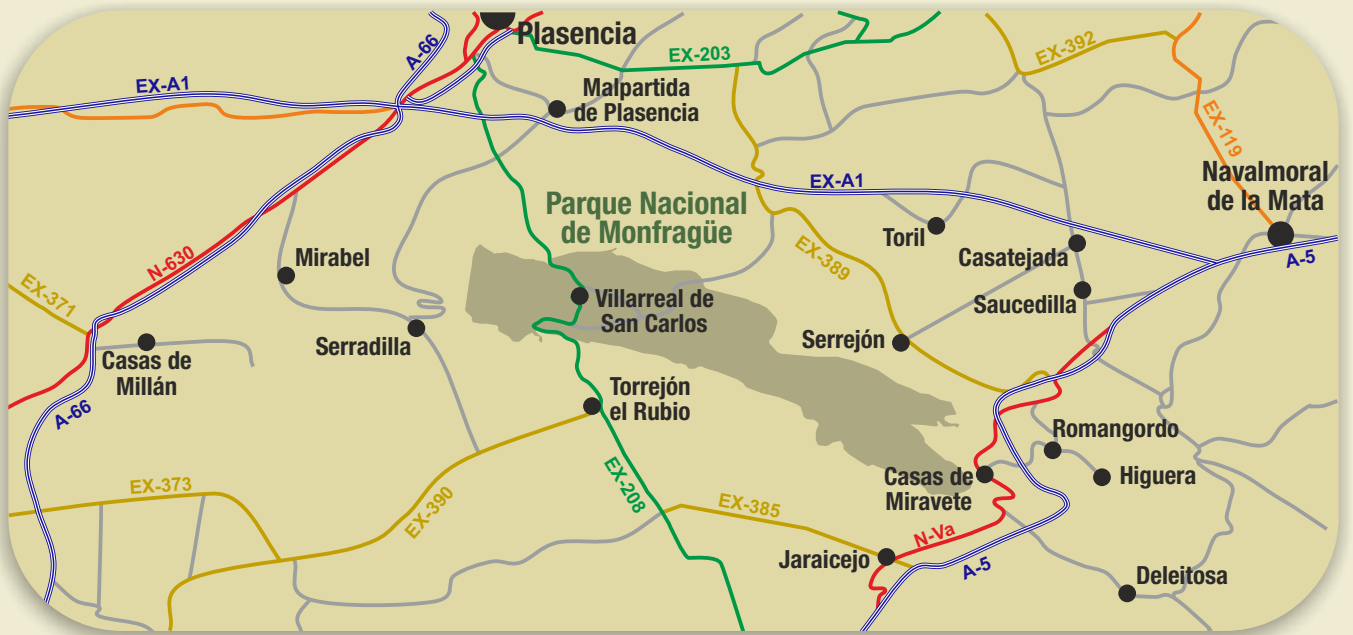 Plasencia
A-66
EX-203
EX-392
EX-A1
Malpartida
de Plasencia
EX-119
Navalmoral
de la Mata
EX-A1
Parque Nacional
de Monfragüe
Toril
EX-389
Casatejada
A-5
Mirabel
N-630
EX-371
Villarreal de
San Carlos
Saucedilla
Serradilla
Serrejón
Casas de
Millán
A-66
Torrejón
el Rubio
Romangordo
Higuera
Casas de
Miravete
EX-373
EX-390
EX-208
EX-385
N-Va
Jaraicejo
A-5
Deleitosa